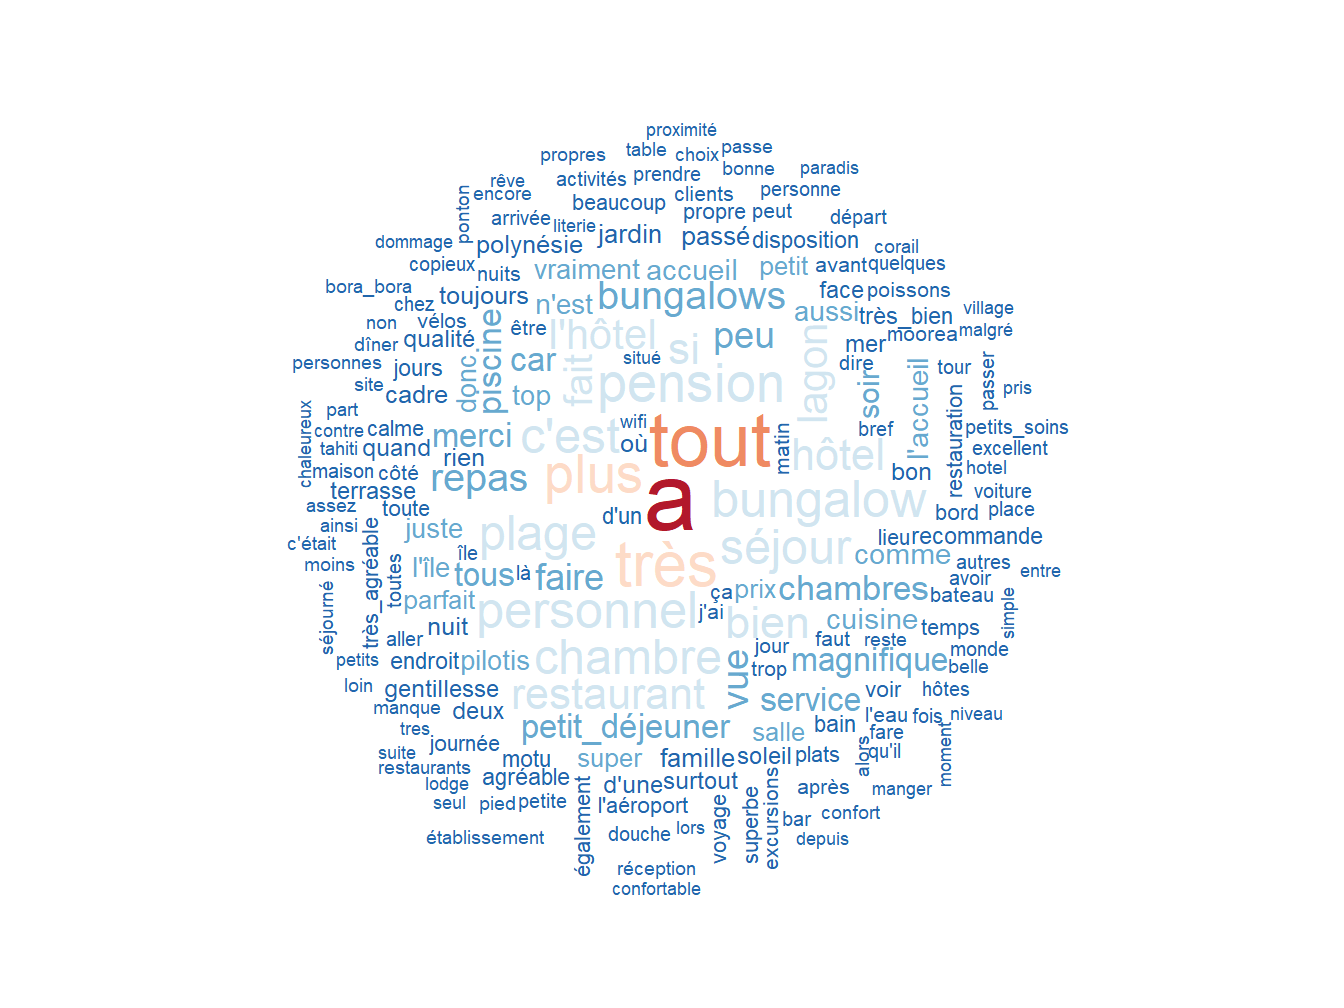 proximité
table
choix
passe
propres
activités
prendre
bonne
paradis
rêve
encore
beaucoup
clients
personne
ponton
arrivée
literie
jardin
propre
peut
départ
dommage
polynésie
passé
disposition
corail
copieux
nuits
vraiment
accueil
petit
avant
quelques
bora_bora
chez
toujours
n'est
bungalows
face
poissons
non
vélos
être
piscine
l'hôtel
si
peu
lagon
aussi
très_bien
village
moorea
malgré
dîner
qualité
car
fait
situé
mer
dire
personnes
jours
donc
pension
soir
l'accueil
tour
passer
site
cadre
top
pris
chaleureux
part
contre
calme
merci
c'est
wifi
où
tout
matin
hôtel
bref
restauration
petits_soins
tahiti
quand
rien
excellent
maison
côté
repas
plus
a
bon
hotel
terrasse
bungalow
voiture
assez
toute
d'un
bord
place
ainsi
juste
plage
séjour
lieu
recommande
c'était
très_agréable
île
comme
moins
toutes
l'île
tous
là
faire
très
autres
entre
séjourné
parfait
personnel
ça
prix
chambres
avoir
bateau
simple
j'ai
bien
cuisine
temps
aller
nuit
jour
faut
reste
monde
petits
endroit
pilotis
chambre
vue
trop
magnifique
belle
loin
gentillesse
restaurant
service
voir
hôtes
manque
deux
l'eau
fois
niveau
tres
petit_déjeuner
salle
bain
fare
suite
journée
motu
super
famille
soleil
plats
alors
qu'il
moment
restaurants
lodge
agréable
d'une
surtout
après
manger
seul
pied
petite
également
l'aéroport
voyage
superbe
excursions
bar
confort
établissement
douche
lors
depuis
réception
confortable